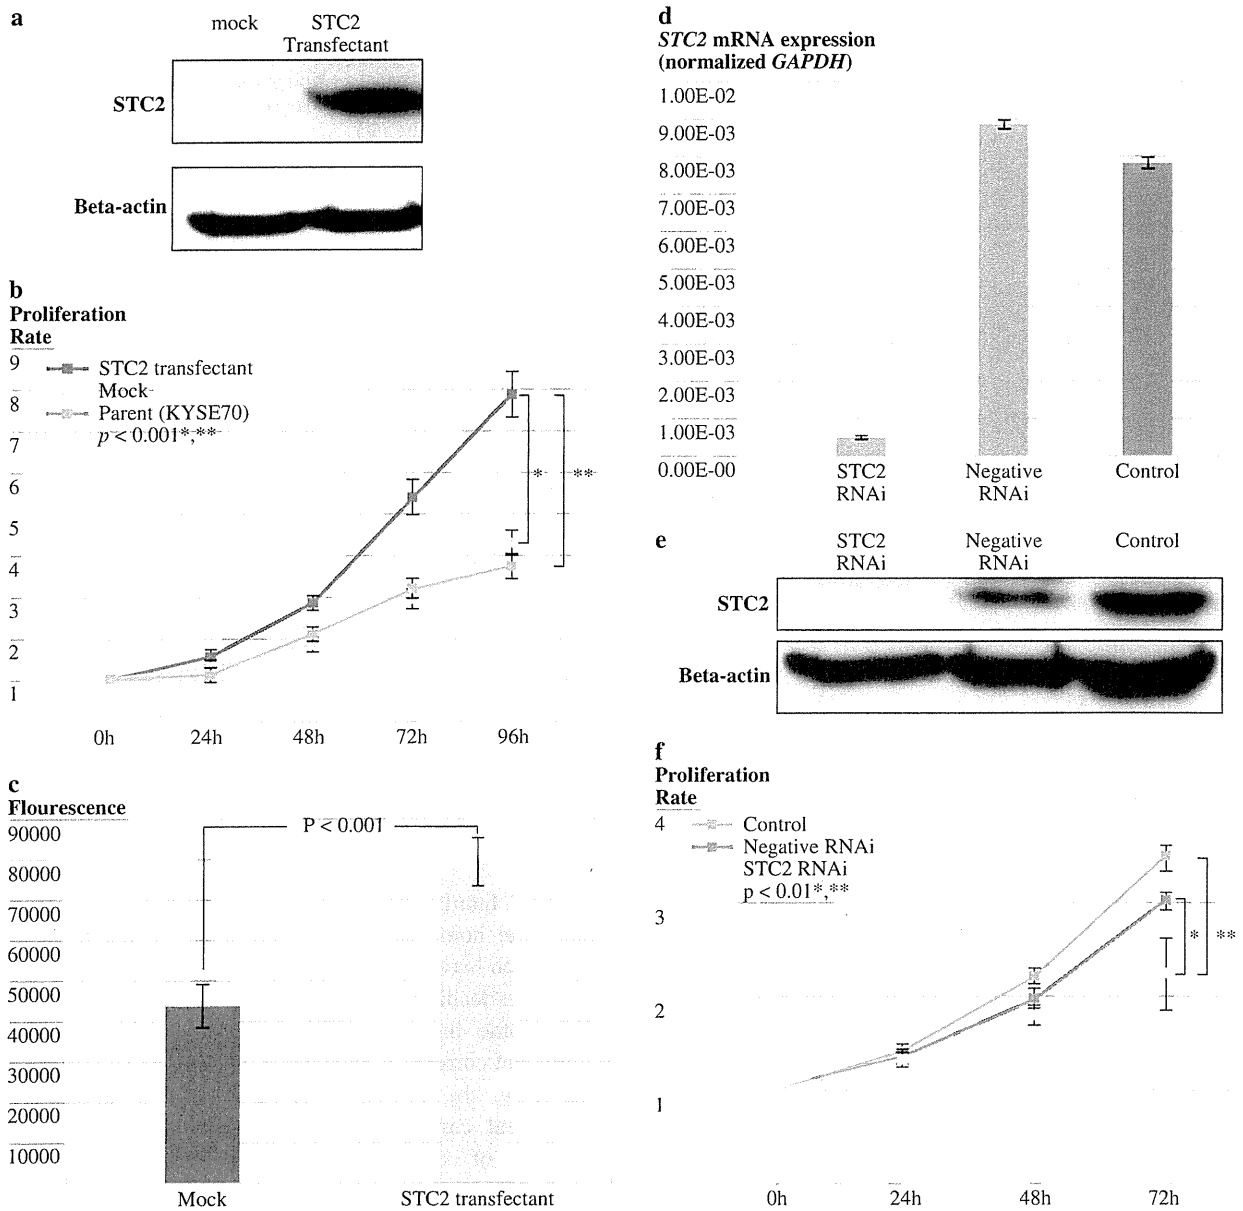 a
mock
STC2
Transfectant
STC2
Beta-actin
b
Proliferation
Rate
9
8
7
6
5
4
3
2
1
STC2 transfectant
Mock
Parent (KYSE70)
p < 0.001*,**
*
**
0h 24h 48h 72h 96h
c
Flourescence
90000
80000
70000
60000
50000
40000
30000
20000
10000
P < 0.001
Mock
STC2 transfectant
d
STC2 mRNA expression
(normalized GAPDH)
1.00E-02
9.00E-03
8.00E-03
7.00E-03
6.00E-03
5.00E-03
4.00E-03
3.00E-03
2.00E-03
1.00E-03
0.00E-00
STC2
RNAi
Negative
RNAi
Control
e
STC2
RNAi
Negative
RNAi
Control
STC2
Beta-actin
f
Proliferation
Rate
4
3
2
1
Control
Negative RNAi
STC2 RNAi
p < 0.01*,**
*
**
0h 24h 48h 72h